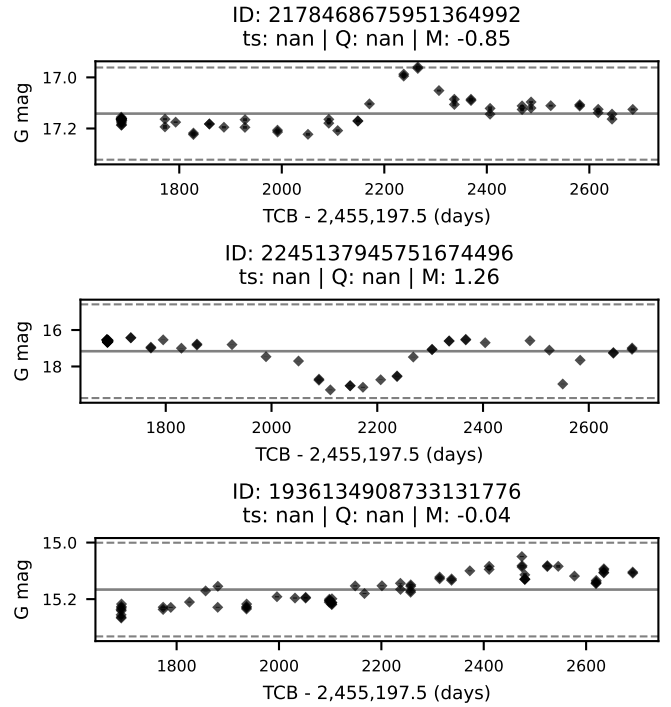 ID: 2178468675951364992
ts: nan | Q: nan | M: -0.85
17.0
17.2
G mag
1800 2000 2200 2400 2600
TCB - 2,455,197.5 (days)
ID: 2245137945751674496
ts: nan | Q: nan | M: 1.26
16
18
G mag
1800 2000 2200 2400 2600
TCB - 2,455,197.5 (days)
ID: 1936134908733131776
ts: nan | Q: nan | M: -0.04
15.0
15.2
G mag
1800 2000 2200 2400 2600
TCB - 2,455,197.5 (days)